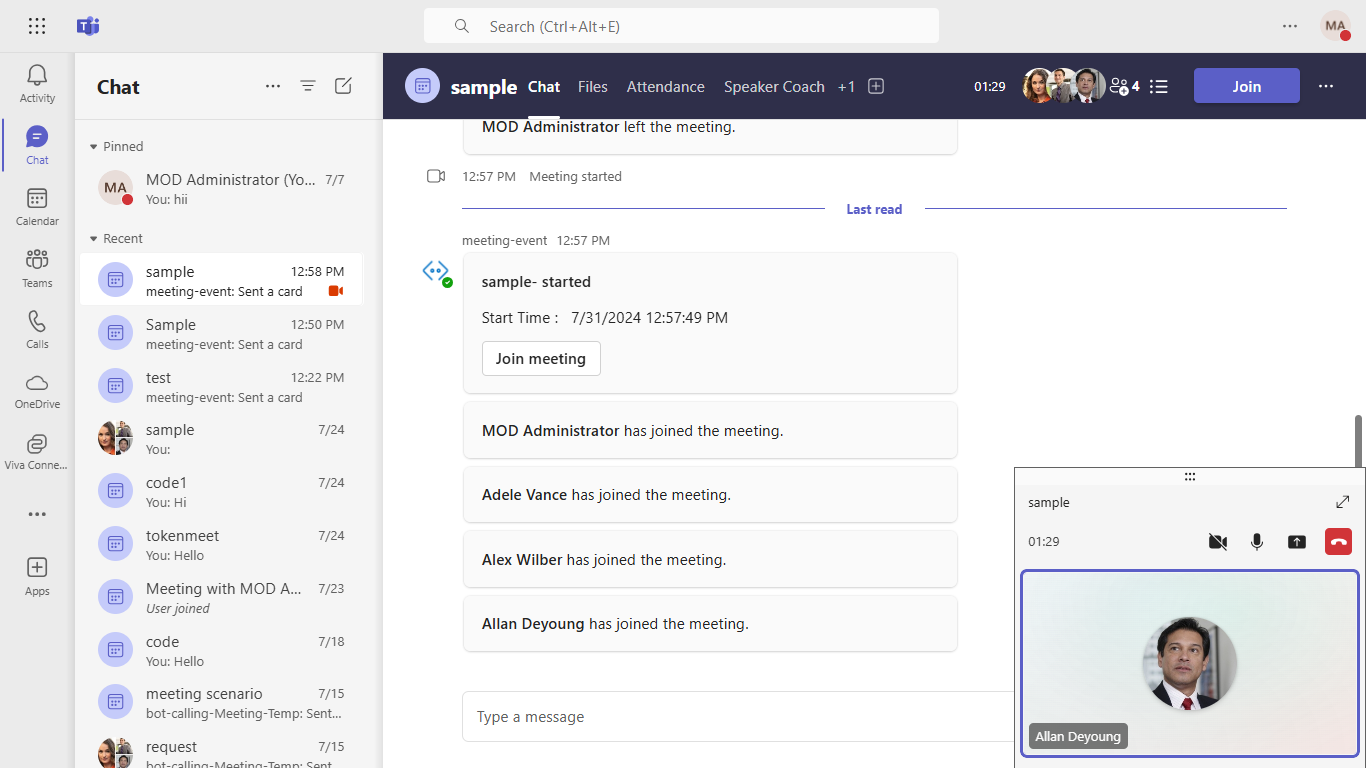 Search (Ctrl+Alt+E)
MA
Activity
Chat
Calendar
Teams
Calls
OneDrive
Viva Conne...
Apps
Chat
Pinned
MA
MOD Administrator (Yo... 7/7
You: hii
Recent
sample 12:58 PM
meeting-event: Sent a card
Sample 12:50 PM
meeting-event: Sent a card
test 12:22 PM
meeting-event: Sent a card
sample 7/24
You:
code1 7/24
You: Hi
tokenmeet 7/24
You: Hello
Meeting with MOD A... 7/23
User joined
code 7/18
You: Hello
meeting scenario 7/15
bot-calling-Meeting-Temp: Sent...
request 7/15
bot-calling-Meeting-Temp: Sent
sample Chat Files Attendance Speaker Coach +1 01:29 4 Join
MOD Administrator left the meeting.
12:57 PM Meeting started
Last read
meeting-event 12:57 PM
sample- started
Start Time : 7/31/2024 12:57:49 PM
Join meeting
MOD Administrator has joined the meeting.
Adele Vance has joined the meeting.
Alex Wilber has joined the meeting.
Allan Deyoung has joined the meeting.
Type a message
sample
01:29
Allan Deyoung